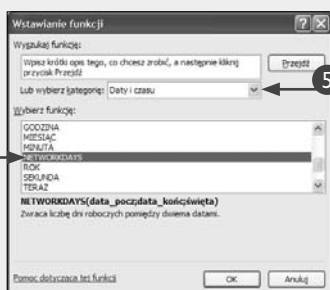 Wstawianie funkcji
Wyszukaj funkcję:
Wpisz krótki opis tego, co chcesz zrobić, a następnie kliknij
przycisk Przejdź
Przejdź
Lub wybierz kategorię: Daty i czasu
5
Wybierz funkcję:
GODZINA
MIESIĄC
MINUTA
NETWORKDAYS
ROK
SEKUNDA
TERAZ
NETWORKDAYS(data_pocz;data_końc;święta)
Zwraca liczbę dni roboczych pomiędzy dwiema datami.
Pomoc dotycząca tej funkcji
OK
Anuluj